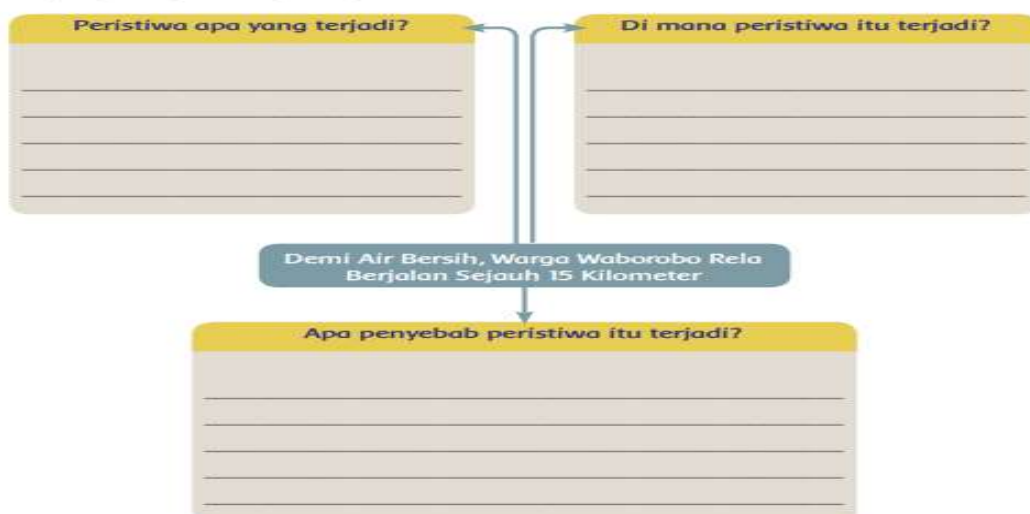 Peristiwa apa yang terjadi?
Di mana peristiwa itu terjadi?
Demi Air Bersih, Warga Waborobo Rela
Berjalan Sejauh 15 Kilometer
Apa penyebab peristiwa itu terjadi?